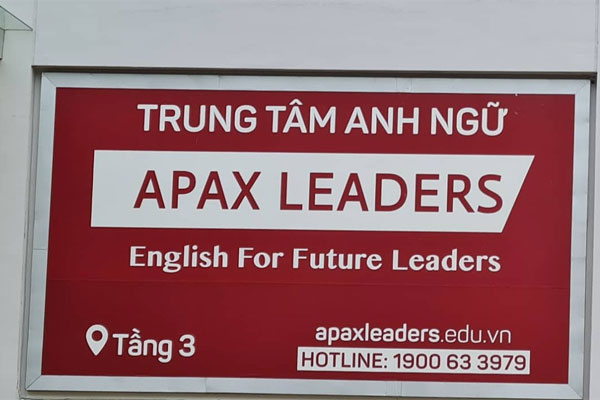 TRUNG TÂM ANH NGỮ
APAX LEADERS
English For Future Leaders
Tầng 3
apaxleaders.edu.vn
HOTLINE: 1900 63 3979